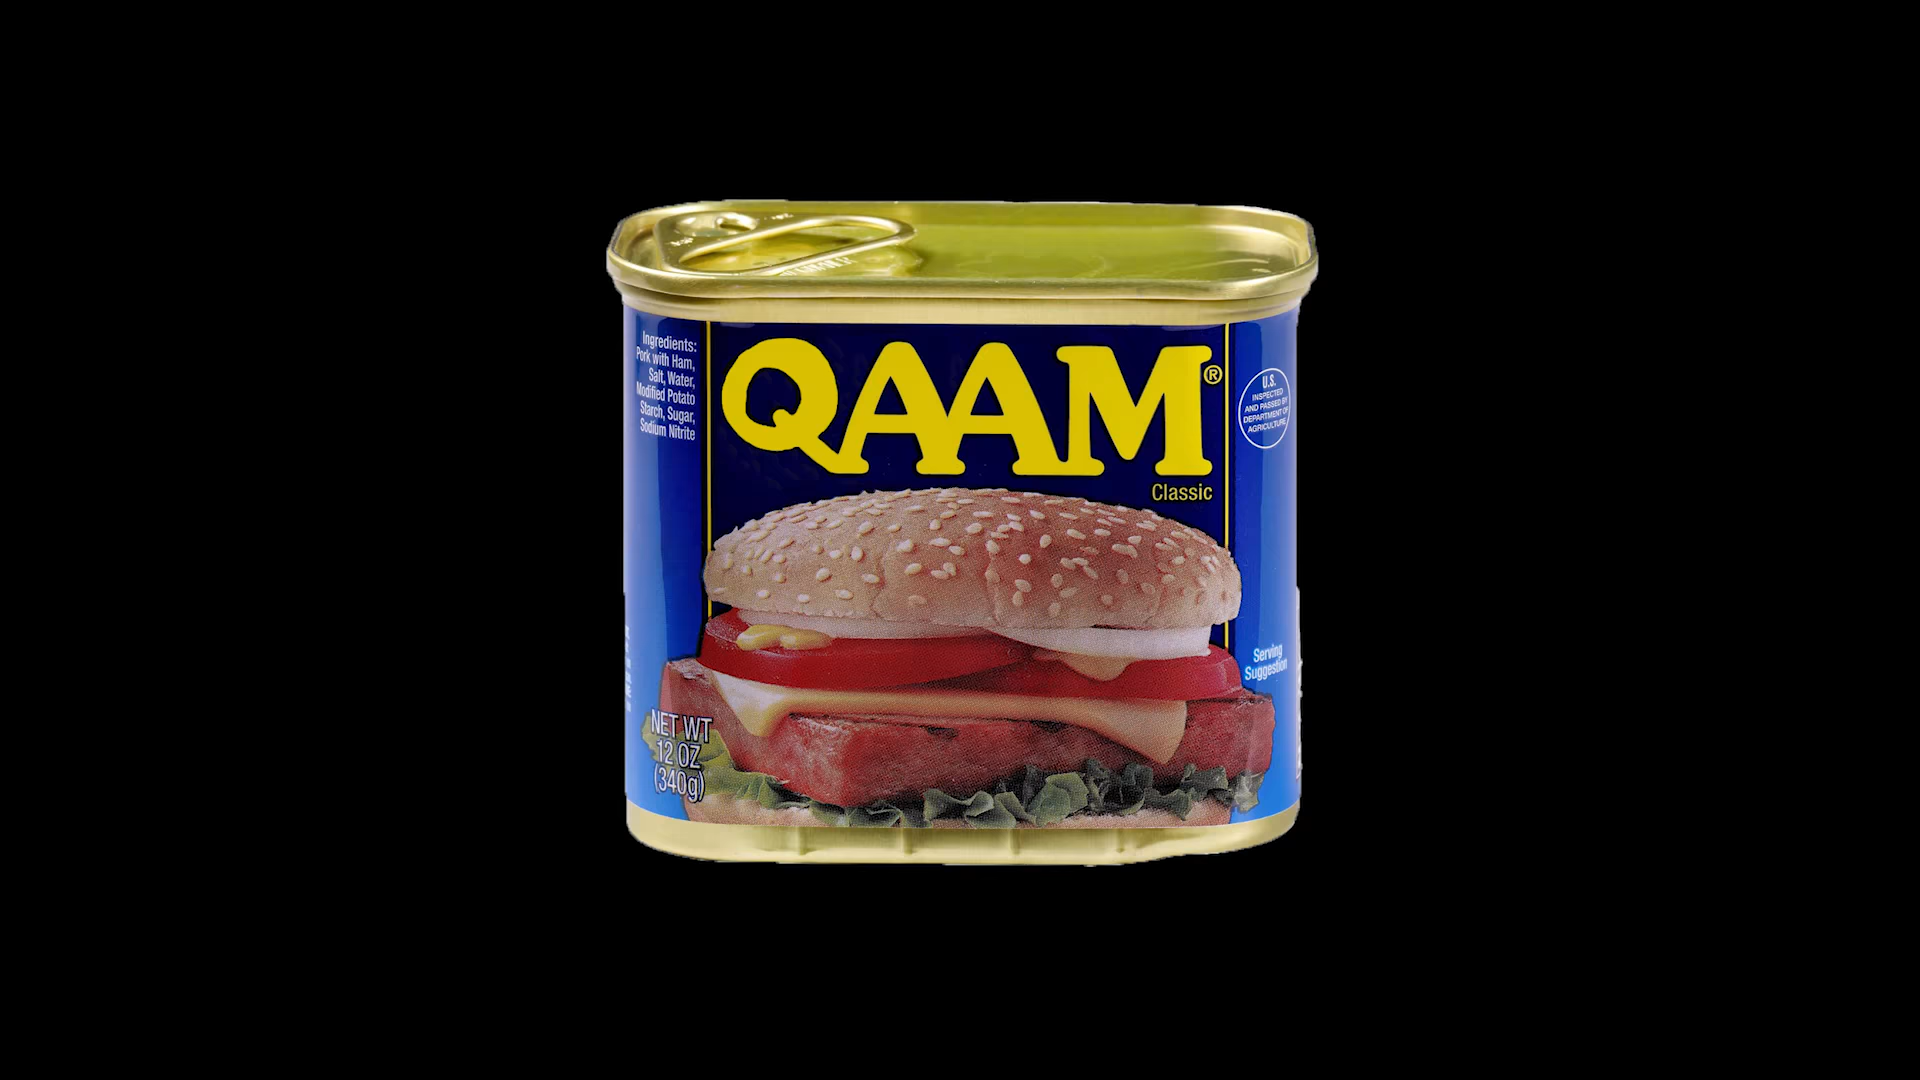 QAAM®
Classic
Ingredients:
Pork with Ham,
Salt, Water,
Modified Potato
Starch, Sugar,
Sodium Nitrite
U.S.
INSPECTED
AND PASSED BY
DEPARTMENT OF
AGRICULTURE
Serving
Suggestion
NET WT
12 OZ
(340g)